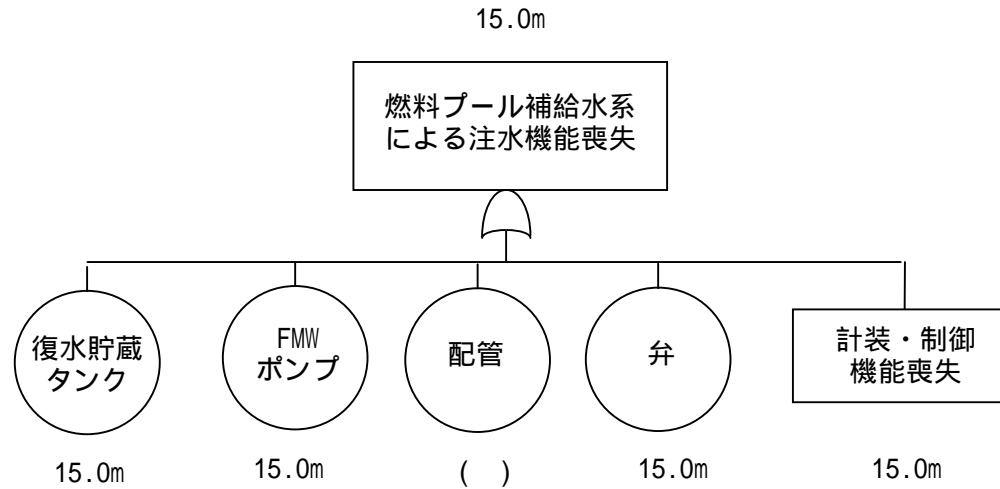 15.0m
燃料プール補給水系
による注水機能喪失
復水貯蔵
タンク
FMW
ポンプ
配管
弁
計装・制御
機能喪失
15.0m
15.0m
( )
15.0m
15.0m